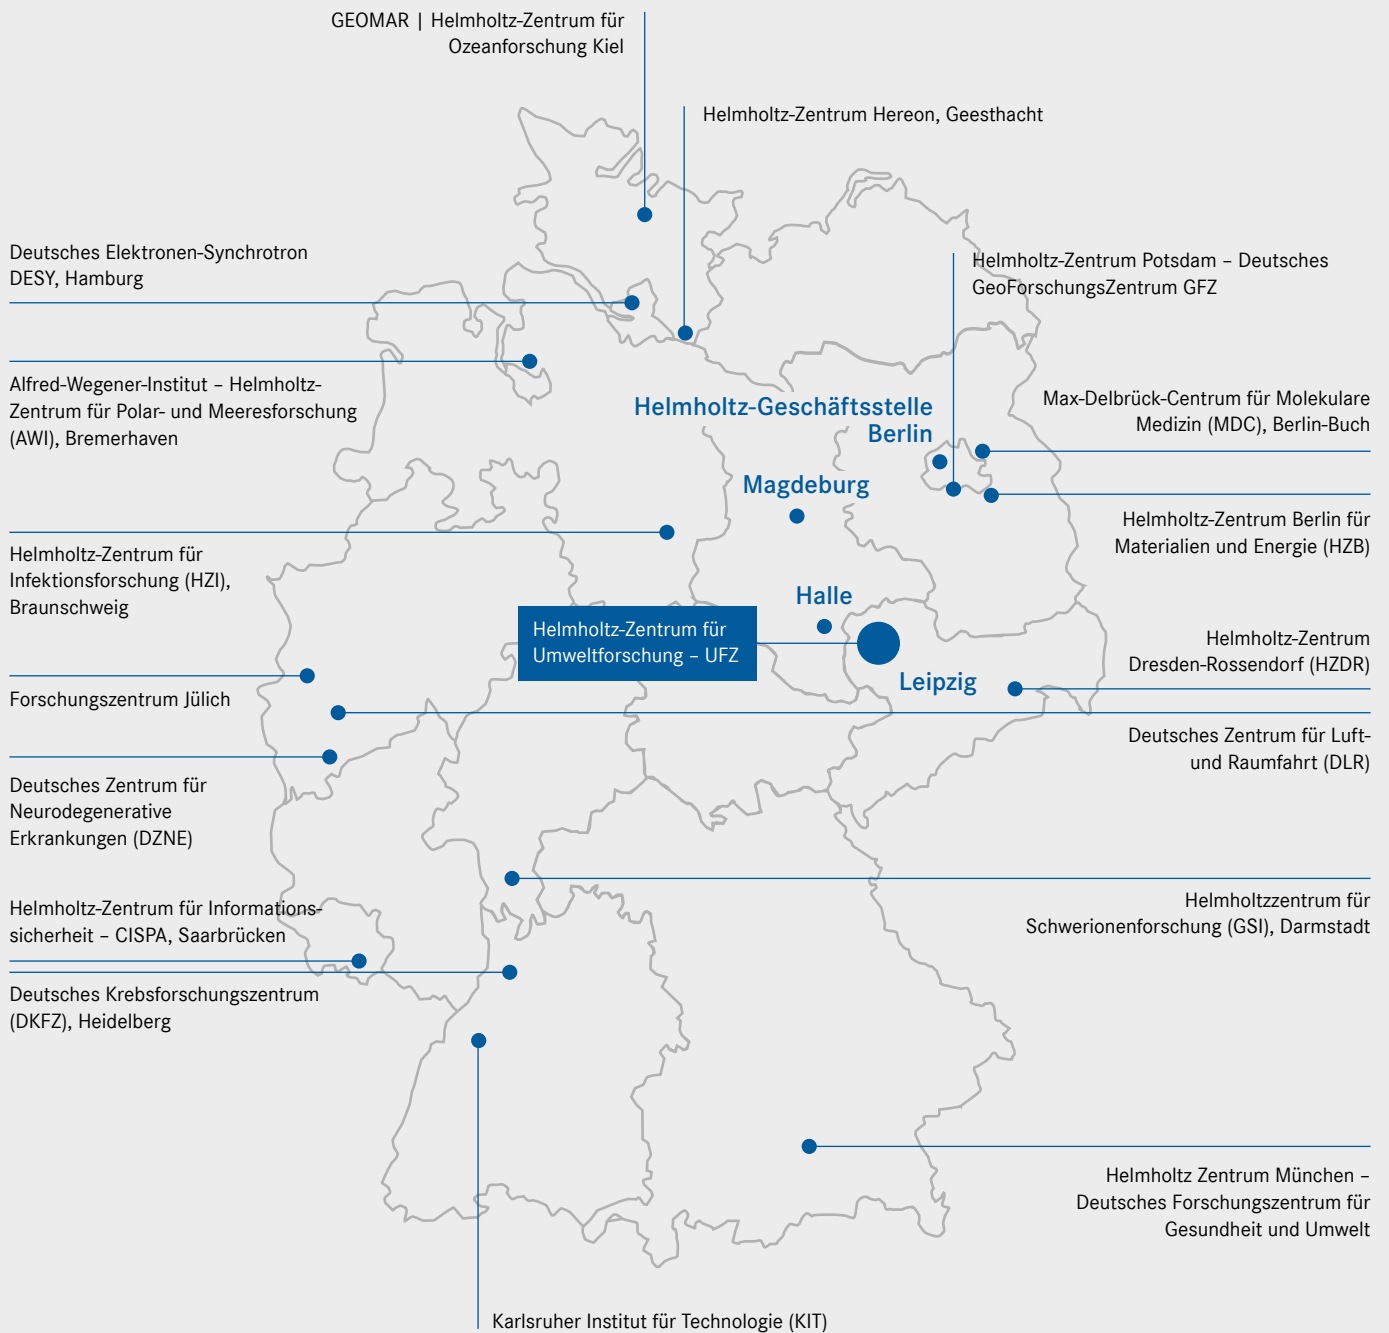 GEOMAR | Helmholtz-Zentrum für
Ozeanforschung Kiel
Helmholtz-Zentrum Hereon, Geesthacht
Deutsches Elektronen-Synchrotron
DESY, Hamburg
Helmholtz-Zentrum Potsdam – Deutsches
GeoForschungsZentrum GFZ
Alfred-Wegener-Institut – Helmholtz-
Zentrum für Polar- und Meeresforschung
(AWI), Bremerhaven
Helmholtz-Geschäftsstelle
Berlin
Max-Delbrück-Centrum für Molekulare
Medizin (MDC), Berlin-Buch
Magdeburg
Helmholtz-Zentrum Berlin für
Materialien und Energie (HZB)
Helmholtz-Zentrum für
Infektionsforschung (HZI),
Braunschweig
Halle
Helmholtz-Zentrum für
Umweltforschung – UFZ
Leipzig
Helmholtz-Zentrum
Dresden-Rossendorf (HZDR)
Forschungszentrum Jülich
Deutsches Zentrum für Luft-
und Raumfahrt (DLR)
Deutsches Zentrum für
Neurodegenerative
Erkrankungen (DZNE)
Helmholtzzentrum für
Schwerionenforschung (GSI), Darmstadt
Helmholtz-Zentrum für Informations-
sicherheit – CISPA, Saarbrücken
Deutsches Krebsforschungszentrum
(DKFZ), Heidelberg
Helmholtz Zentrum München –
Deutsches Forschungszentrum für
Gesundheit und Umwelt
Karlsruher Institut für Technologie (KIT)